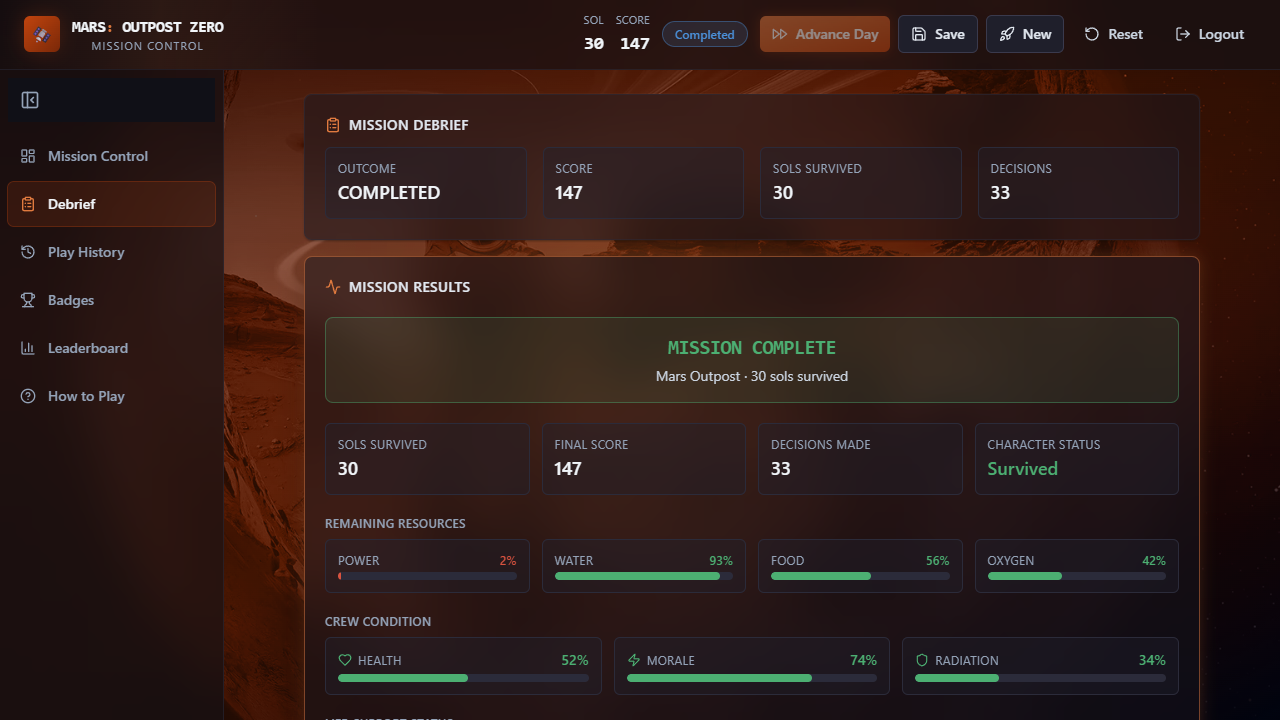 MARS: OUTPOST ZERO
MISSION CONTROL
SOL
30
SCORE
147
Completed
Advance Day
Save
New
Reset
Logout
Mission Control
Debrief
Play History
Badges
Leaderboard
How to Play
MISSION DEBRIEF
OUTCOME
COMPLETED
SCORE
147
SOLS SURVIVED
30
DECISIONS
33
MISSION RESULTS
MISSION COMPLETE
Mars Outpost · 30 sols survived
SOLS SURVIVED
30
FINAL SCORE
147
DECISIONS MADE
33
CHARACTER STATUS
Survived
REMAINING RESOURCES
POWER 2%
WATER 93%
FOOD 56%
OXYGEN 42%
CREW CONDITION
HEALTH 52%
MORALE 74%
RADIATION 34%